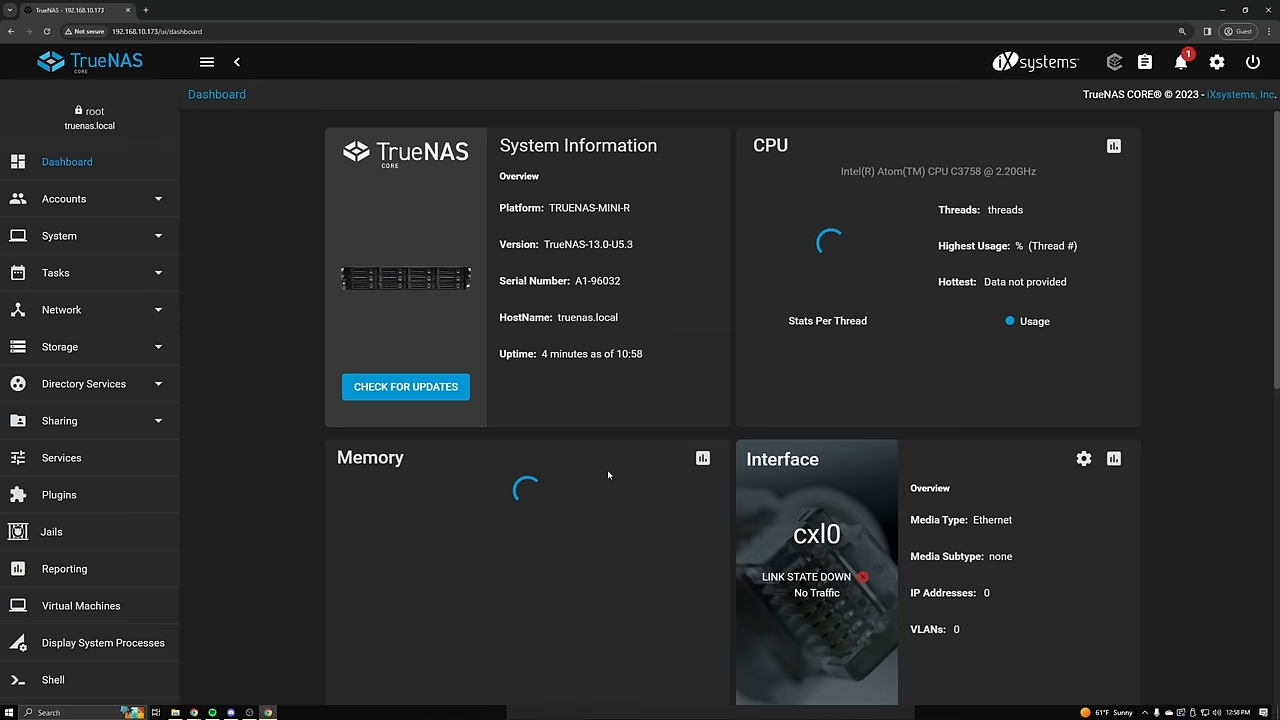 TrueNAS - 192.168.10.173
Not secure
192.168.10.173/ui/dashboard
Guest
TrueNAS
CORE
iXsystems
1
root
truenas.local
Dashboard
TrueNAS CORE® © 2023 - iXsystems, Inc.
Dashboard
Accounts
System
Tasks
Network
Storage
Directory Services
Sharing
Services
Plugins
Jails
Reporting
Virtual Machines
Display System Processes
Shell
TrueNAS
CORE
CHECK FOR UPDATES
System Information
Overview
Platform: TRUENAS-MINI-R
Version: TrueNAS-13.0-U5.3
Serial Number: A1-96032
HostName: truenas.local
Uptime: 4 minutes as of 10:58
CPU
Intel(R) Atom(TM) CPU C3758 @ 2.20GHz
Threads: threads
Highest Usage: % (Thread #)
Hottest: Data not provided
Stats Per Thread
Usage
Memory
Interface
cxl0
LINK STATE DOWN
No Traffic
Overview
Media Type: Ethernet
Media Subtype: none
IP Addresses: 0
VLANs: 0
Search
61°F Sunny
12:58 PM